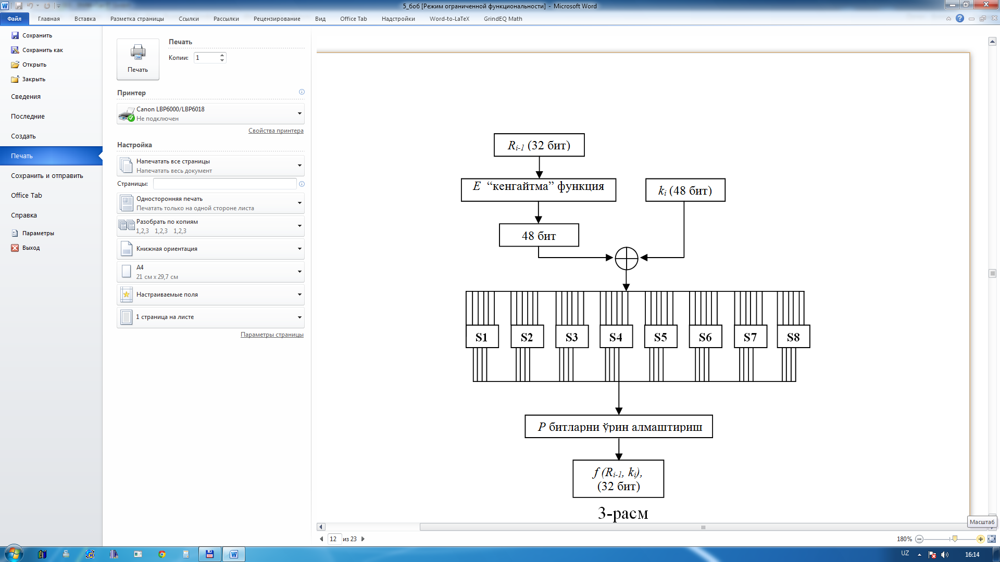 5_боб [Режим ограниченной функциональности] - Microsoft Word
Файл Главная Вставка Разметка страницы Ссылки Рассылки Рецензирование Вид Office Tab Надстройки Word-to-LaTeX GrindEQ Math
Сохранить
Сохранить как
Открыть
Закрыть
Сведения
Последние
Создать
Печать
Сохранить и отправить
Office Tab
Справка
Параметры
Выход
Печать
Печать
Копии: 1
Принтер
Canon LBP6000/LBP6018
Не подключен
Свойства принтера
Настройка
Напечатать все страницы
Напечатать весь документ
Страницы:
Односторонняя печать
Печатать только на одной стороне листа
Разобрать по копиям
1,2,3 1,2,3 1,2,3
Книжная ориентация
A4
21 см x 29,7 см
Настраиваемые поля
1 страница на листе
Параметры страницы
R i-1 (32 бит)
E “кенгайтма” функция
k i (48 бит)
48 бит
S1 S2 S3 S4 S5 S6 S7 S8
P битларни ўрин алмаштириш
f (R i-1, k i),
(32 бит)
3-расм
Масштаб
12 из 23
180%
UZ
16:14